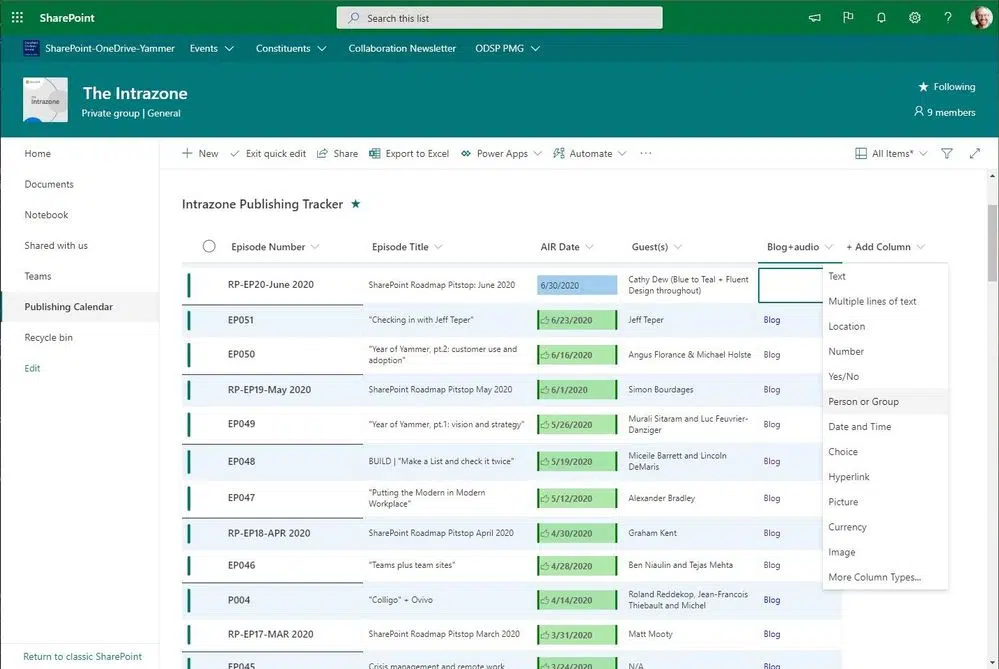 SharePoint
Search this list
?
SharePoint-OneDrive-Yammer Events Constituents Collaboration Newsletter ODSP PMG
Intrazone
The Intrazone
Private group | General
Following
9 members
Home
Documents
Notebook
Shared with us
Teams
Publishing Calendar
Recycle bin
Edit
Return to classic SharePoint
+ New Exit quick edit Share Export to Excel Power Apps Automate ...
All Items*
Intrazone Publishing Tracker
Episode Number Episode Title AIR Date Guest(s) Blog+audio + Add Column
RP-EP20-June 2020 SharePoint Roadmap Pitstop: June 2020 6/30/2020 Cathy Dew (Blue to Teal + Fluent
Design throughout)
EP051 "Checking in with Jeff Teper" 6/23/2020 Jeff Teper Blog
EP050 "Year of Yammer, pt.2: customer use and
adoption" 6/16/2020 Angus Florance & Michael Holste Blog
RP-EP19-May 2020 SharePoint Roadmap Pitstop May 2020 6/1/2020 Simon Bourdages Blog
EP049 "Year of Yammer, pt.1: vision and strategy" 5/26/2020 Murali Sitaram and Luc Feuvrier-
Danziger Blog
EP048 BUILD | "Make a List and check it twice" 5/19/2020 Miceile Barrett and Lincoln
DeMaris Blog
EP047 "Putting the Modern in Modern
Workplace" 5/12/2020 Alexander Bradley Blog
RP-EP18-APR 2020 SharePoint Roadmap Pitstop April 2020 4/30/2020 Graham Kent Blog
EP046 "Teams plus team sites" 4/28/2020 Ben Niaulin and Tejas Mehta Blog
P004 "Colligo" + Ovivo 4/14/2020 Roland Reddekop, Jean-Francois
Thiebault and Michel Blog
RP-EP17-MAR 2020 SharePoint Roadmap Pitstop March 2020 3/31/2020 Matt Mooty Blog
EP045 Crisis management and remote work 3/24/2020 N/A Blog
Text
Multiple lines of text
Location
Number
Yes/No
Person or Group
Date and Time
Choice
Hyperlink
Picture
Currency
Image
More Column Types...